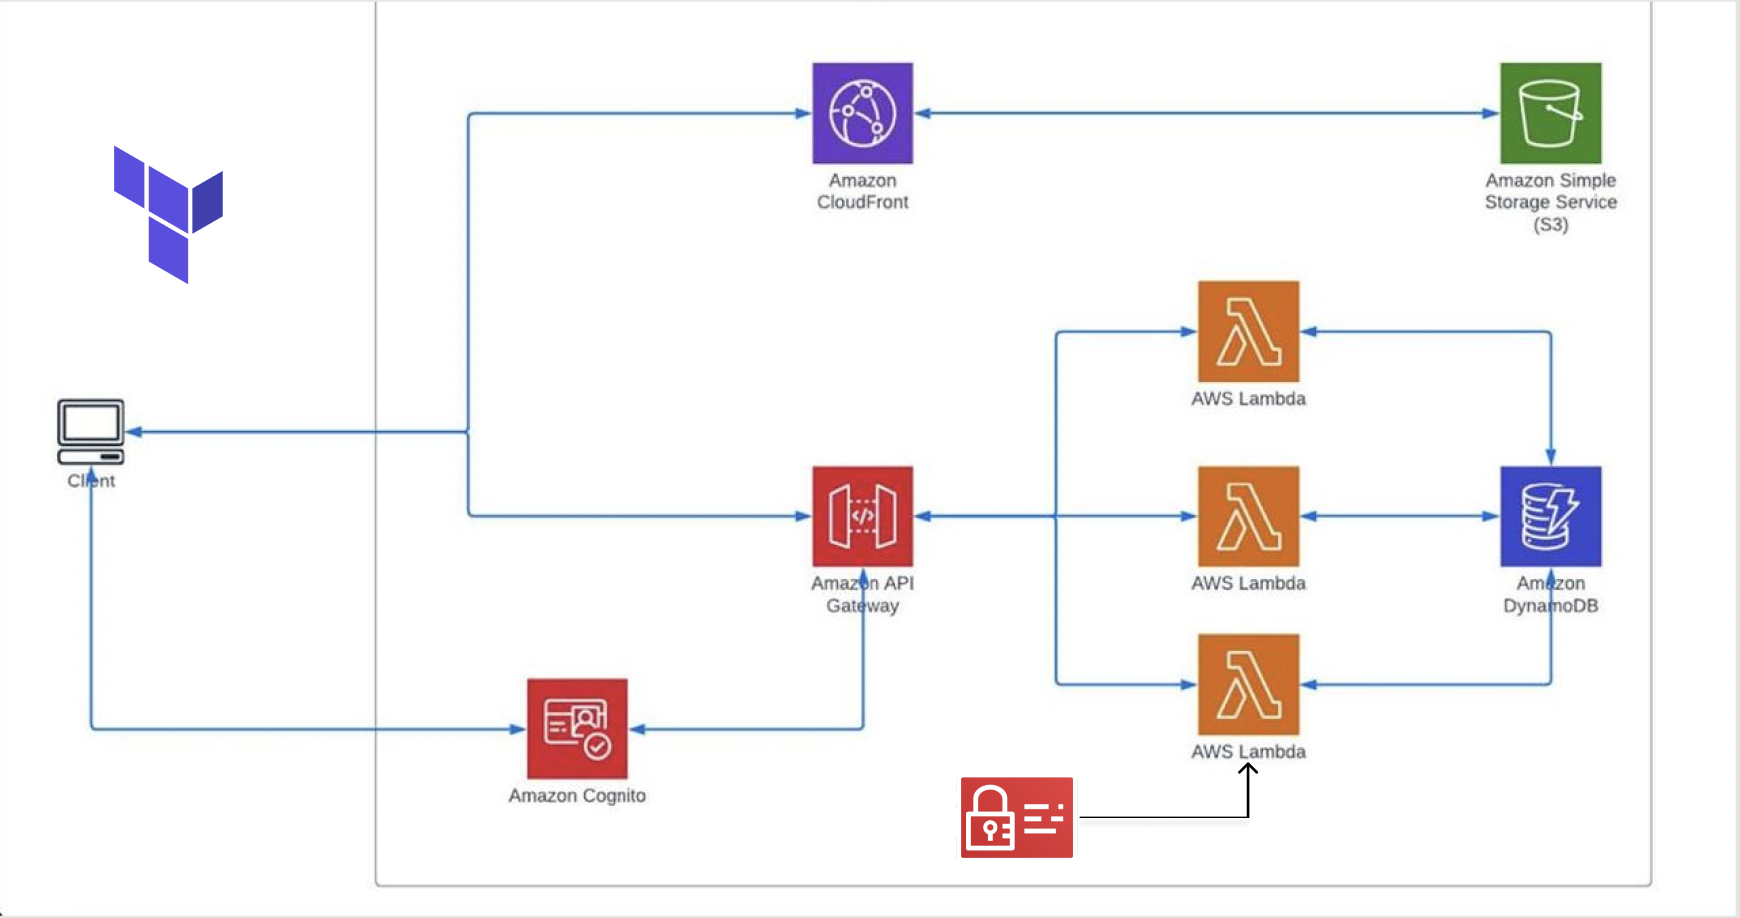 Amazon
CloudFront
Amazon Simple
Storage Service
(S3)
AWS Lambda
Client
</>
Amazon API
Gateway
AWS Lambda
Amazon
DynamoDB
AWS Lambda
Amazon Cognito